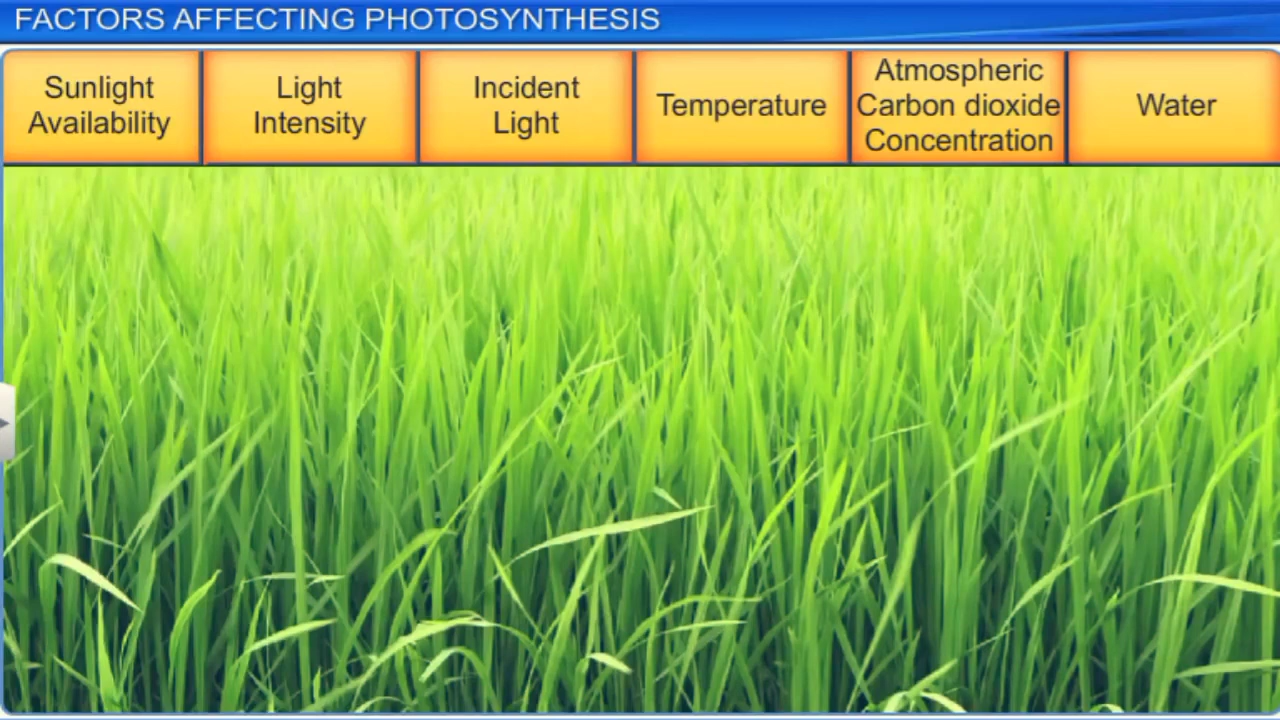 FACTORS AFFECTING PHOTOSYNTHESIS
Sunlight
Availability
Light
Intensity
Incident
Light
Temperature
Atmospheric
Carbon dioxide
Concentration
Water